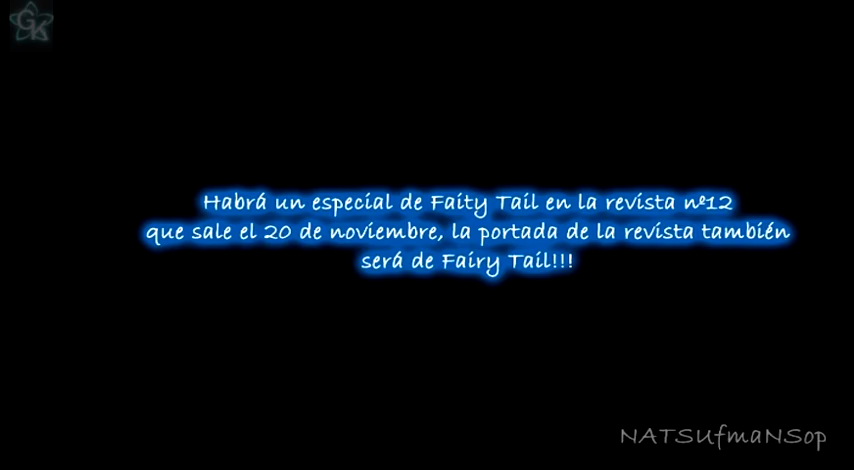 GK
Habrá un especial de Faity Tail en la revista nº12
que sale el 20 de noviembre, la portada de la revista también
será de Fairy Tail!!!
NATSUfmaNSop